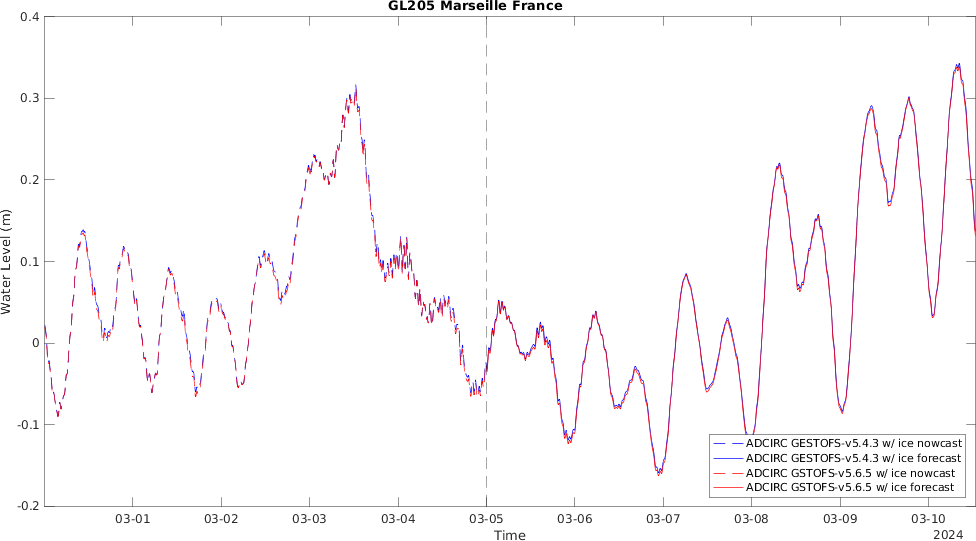 GL205 Marseille France
0.4
0.3
0.2
0.1
0
-0.1
-0.2
Water Level (m)
ADCIRC GESTOFS-v5.4.3 w/ ice nowcast
ADCIRC GESTOFS-v5.4.3 w/ ice forecast
ADCIRC GSTOFS-v5.6.5 w/ ice nowcast
ADCIRC GSTOFS-v5.6.5 w/ ice forecast
03-01 03-02 03-03 03-04 03-05 03-06 03-07 03-08 03-09 03-10
Time
2024